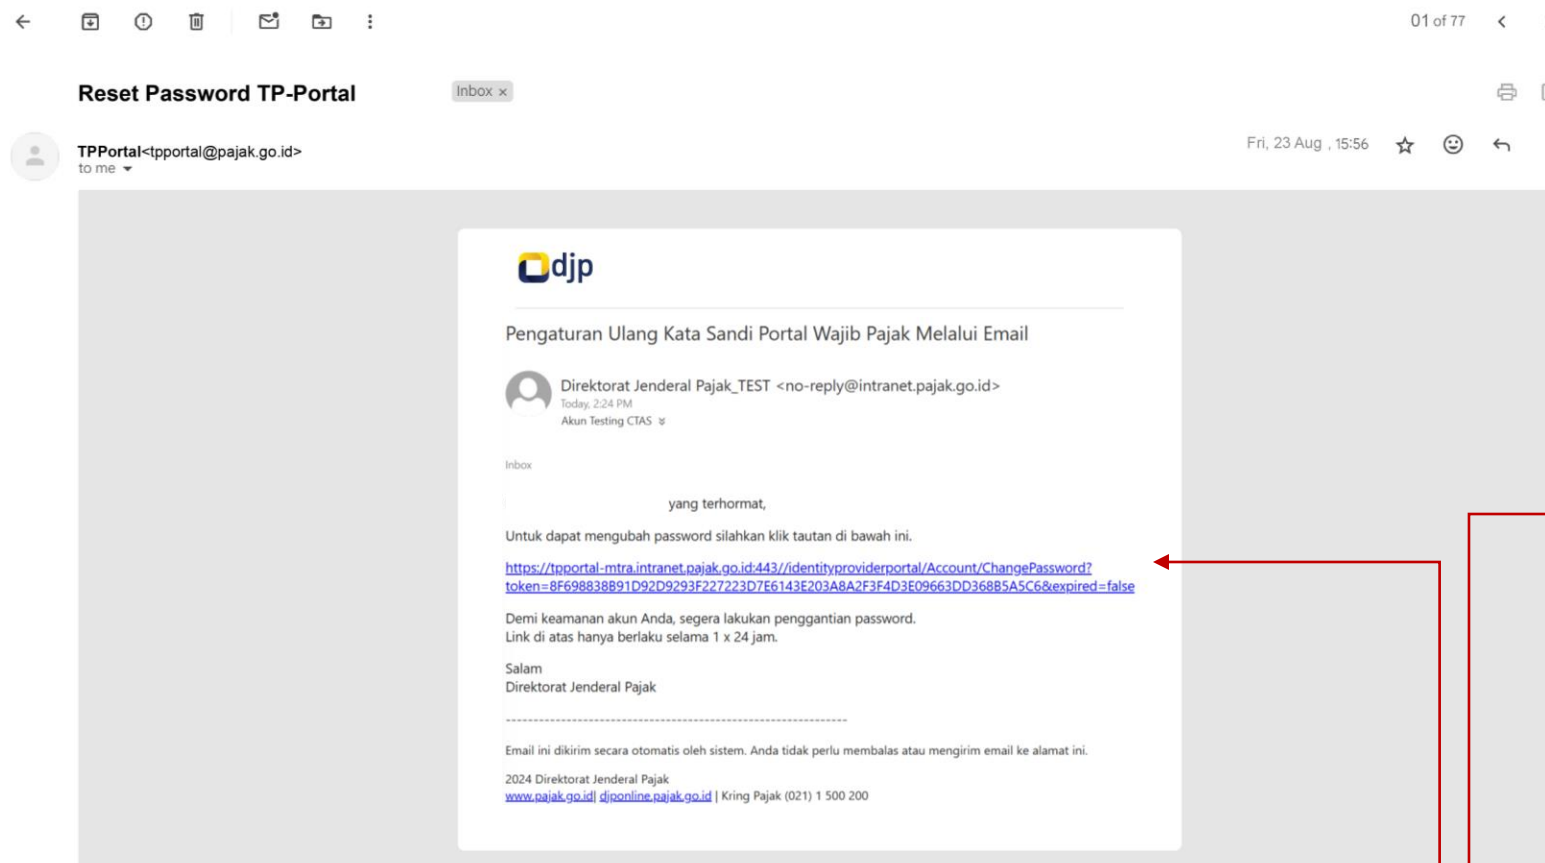 01 of 77
Reset Password TP-Portal
Inbox ×
TPPortal<tpportal@pajak.go.id>
to me
Fri, 23 Aug , 15:56
djp
Pengaturan Ulang Kata Sandi Portal Wajib Pajak Melalui Email
Direktorat Jenderal Pajak_TEST <no-reply@intranet.pajak.go.id>
Today, 2:24 PM
Akun Testing CTAS
Inbox
yang terhormat,
Untuk dapat mengubah password silahkan klik tautan di bawah ini.
https://tpportal-mtra.intranet.pajak.go.id:443//identityproviderportal/Account/ChangePassword?
token=8F698838B91D92D9293F227223D7E6143E203A8A2F3F4D3E09663DD368B5A5C6&expired=false
Demi keamanan akun Anda, segera lakukan penggantian password.
Link di atas hanya berlaku selama 1 x 24 jam.
Salam
Direktorat Jenderal Pajak
--------------------------------------------------------------
Email ini dikirim secara otomatis oleh sistem. Anda tidak perlu membalas atau mengirim email ke alamat ini.
2024 Direktorat Jenderal Pajak
www.pajak.go.id| djponline.pajak.go.id | Kring Pajak (021) 1 500 200